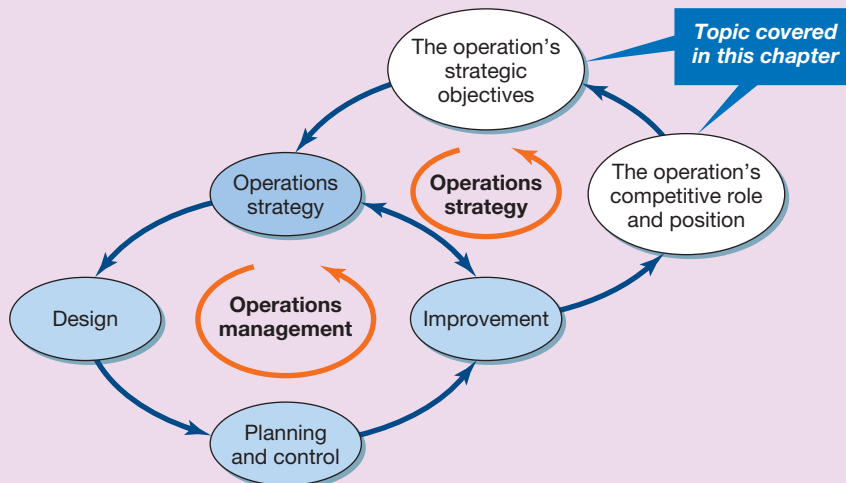 The operation's
strategic
objectives
Topic covered
in this chapter
Operations
strategy
Operations
strategy
The operation's
competitive role
and position
Design
Operations
management
Improvement
Planning
and control